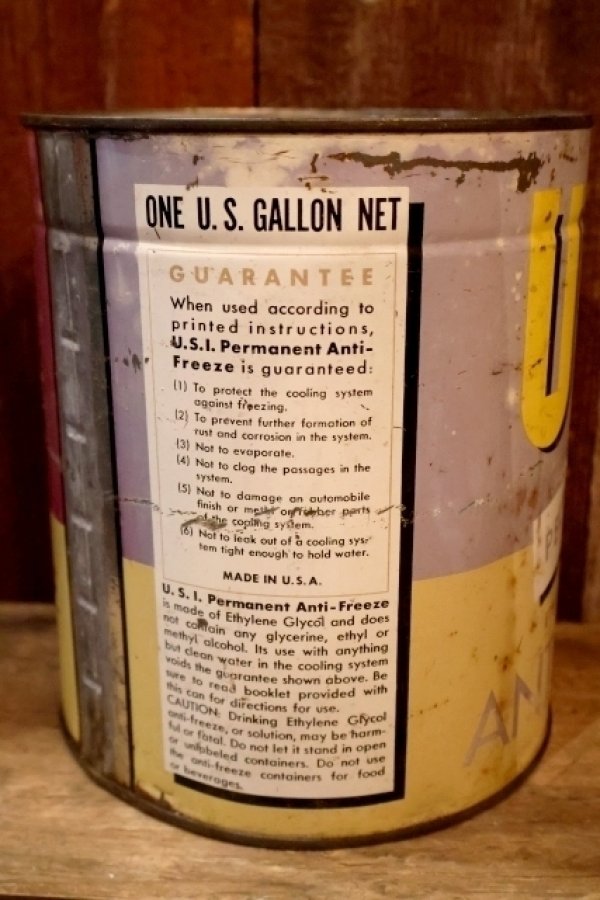 ONE U.S. GALLON NET
GUARANTEE
When used according to
printed instructions,
U.S.I. Permanent Anti-
Freeze is guaranteed:
(1) To protect the cooling system
against freezing.
(2) To prevent further formation of
rust and corrosion in the system.
(3) Not to evaporate.
(4) Not to clog the passages in the
system.
(5) Not to damage an automobile
finish or metal or rubber parts
of the cooling system.
(6) Not to leak out of a cooling sys-
tem tight enough to hold water.
MADE IN U.S.A.
U.S.I. Permanent Anti-Freeze
is made of Ethylene Glycol and does
not contain any glycerine, ethyl or
methyl alcohol. Its use with anything
but clean water in the cooling system
voids the guarantee shown above. Be
sure to read booklet provided with
this can for directions for use.
CAUTION: Drinking Ethylene Glycol
anti-freeze, or solution, may be harm-
ful or fatal. Do not let it stand in open
or unlabeled containers. Do not use
the anti-freeze containers for food
or beverages.
U
PE
AN